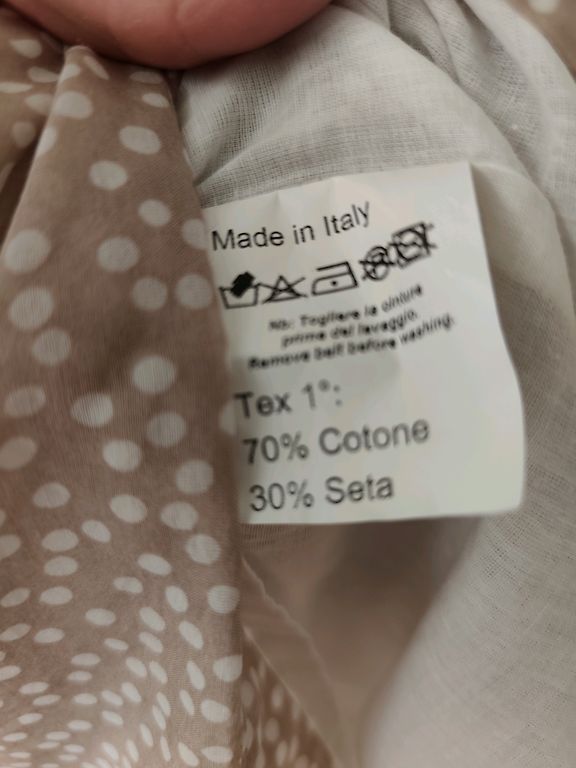 Made in Italy
Nb: Togliere la cintura
prima del lavaggio.
Remove belt before washing.
Tex 1°:
70% Cotone
30% Seta